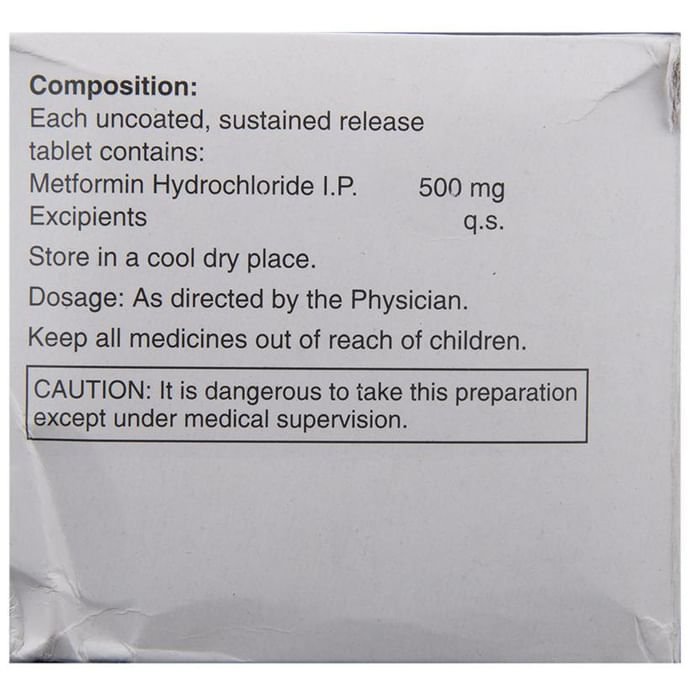 Composition:
Each uncoated, sustained release
tablet contains:
Metformin Hydrochloride I.P. 500 mg
Excipients q.s.
Store in a cool dry place.
Dosage: As directed by the Physician.
Keep all medicines out of reach of children.
CAUTION: It is dangerous to take this preparation
except under medical supervision.